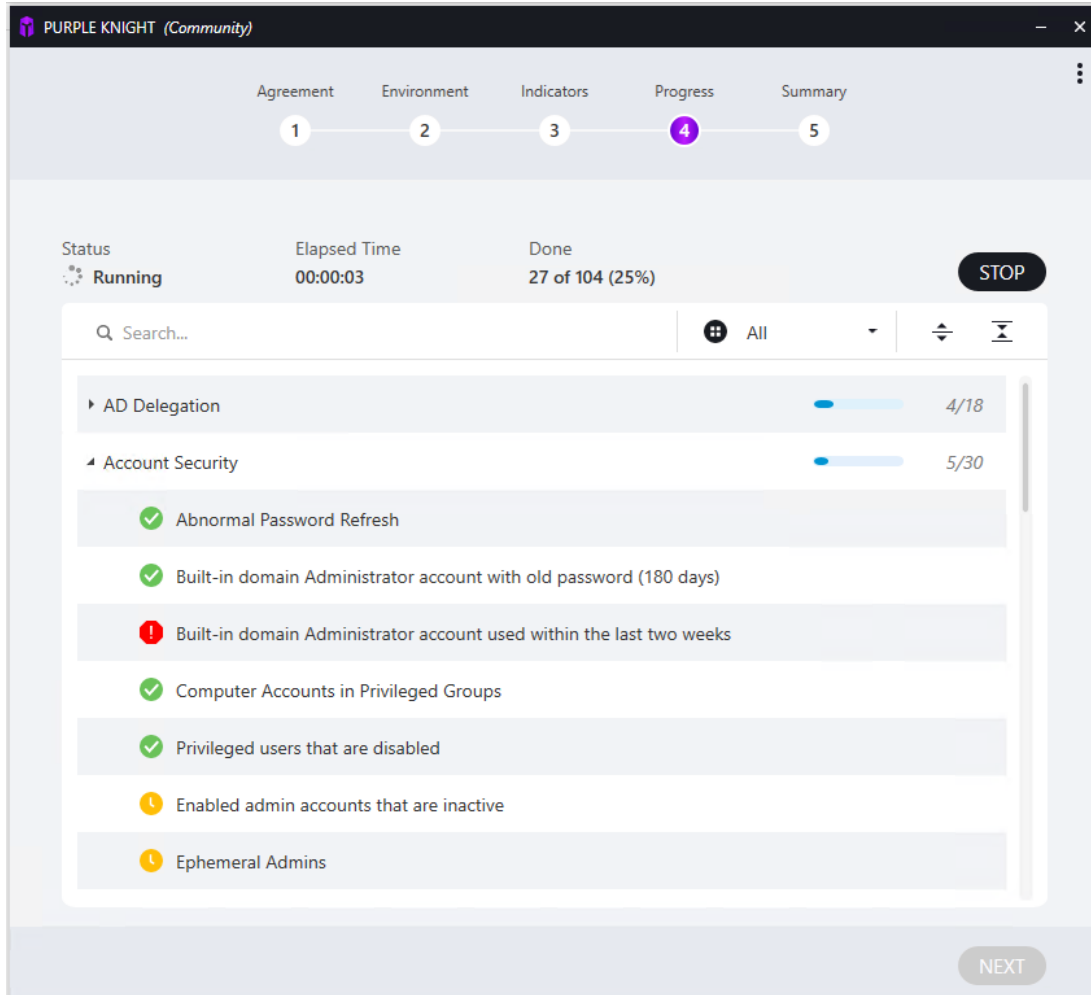 PURPLE KNIGHT (Community)
Agreement Environment Indicators Progress Summary
1 2 3 4 5
Status Elapsed Time Done
Running 00:00:03 27 of 104 (25%) STOP
Search... All
AD Delegation 4/18
Account Security 5/30
Abnormal Password Refresh
Built-in domain Administrator account with old password (180 days)
Built-in domain Administrator account used within the last two weeks
Computer Accounts in Privileged Groups
Privileged users that are disabled
Enabled admin accounts that are inactive
Ephemeral Admins
NEXT